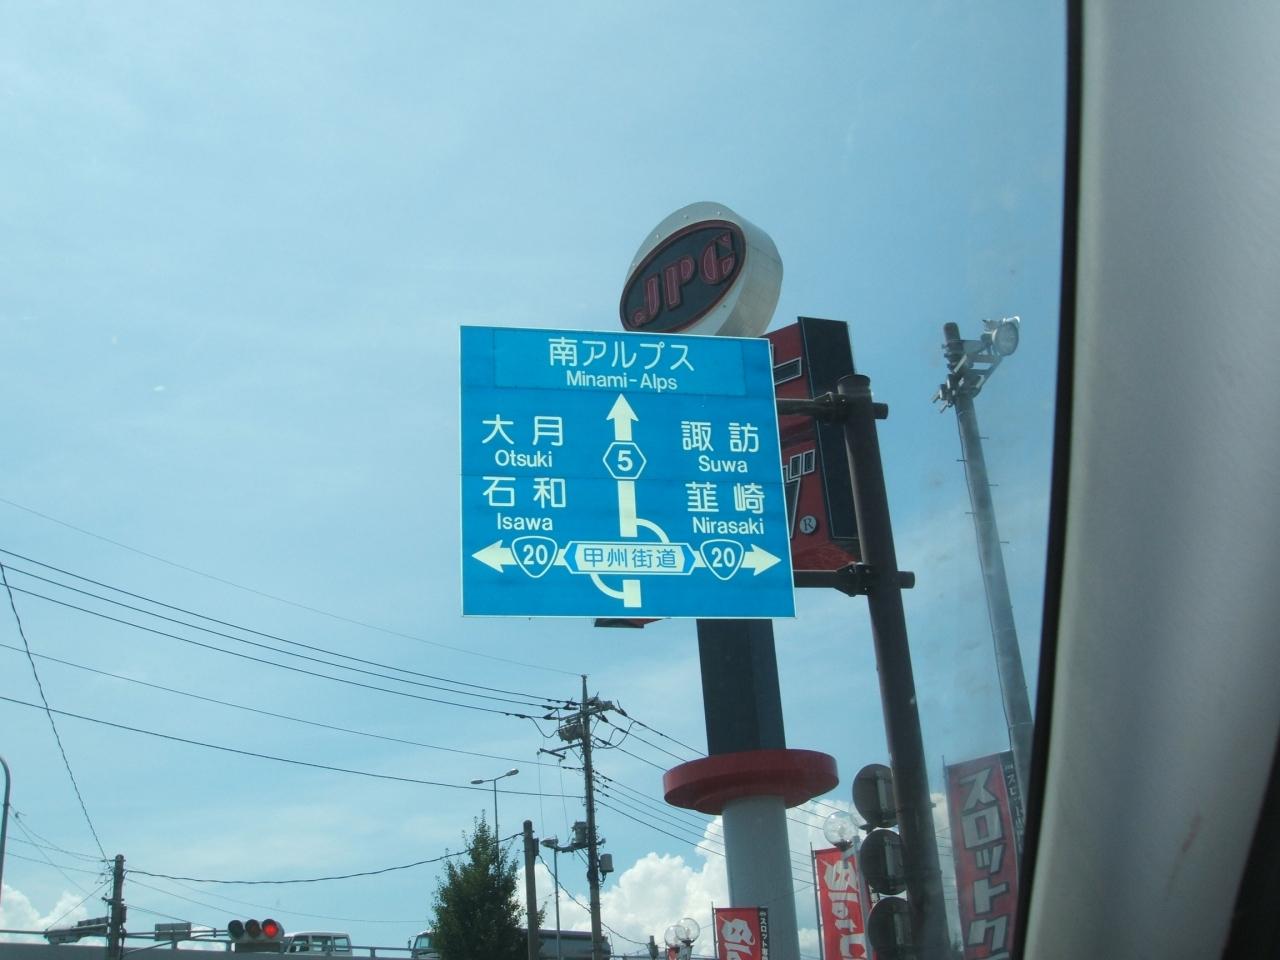 JPC
南アルプス
Minami-Alps
大月
Otsuki
諏訪
Suwa
5
石和
Isawa
韮崎
Nirasaki
20
甲州街道
20
®
スロットク